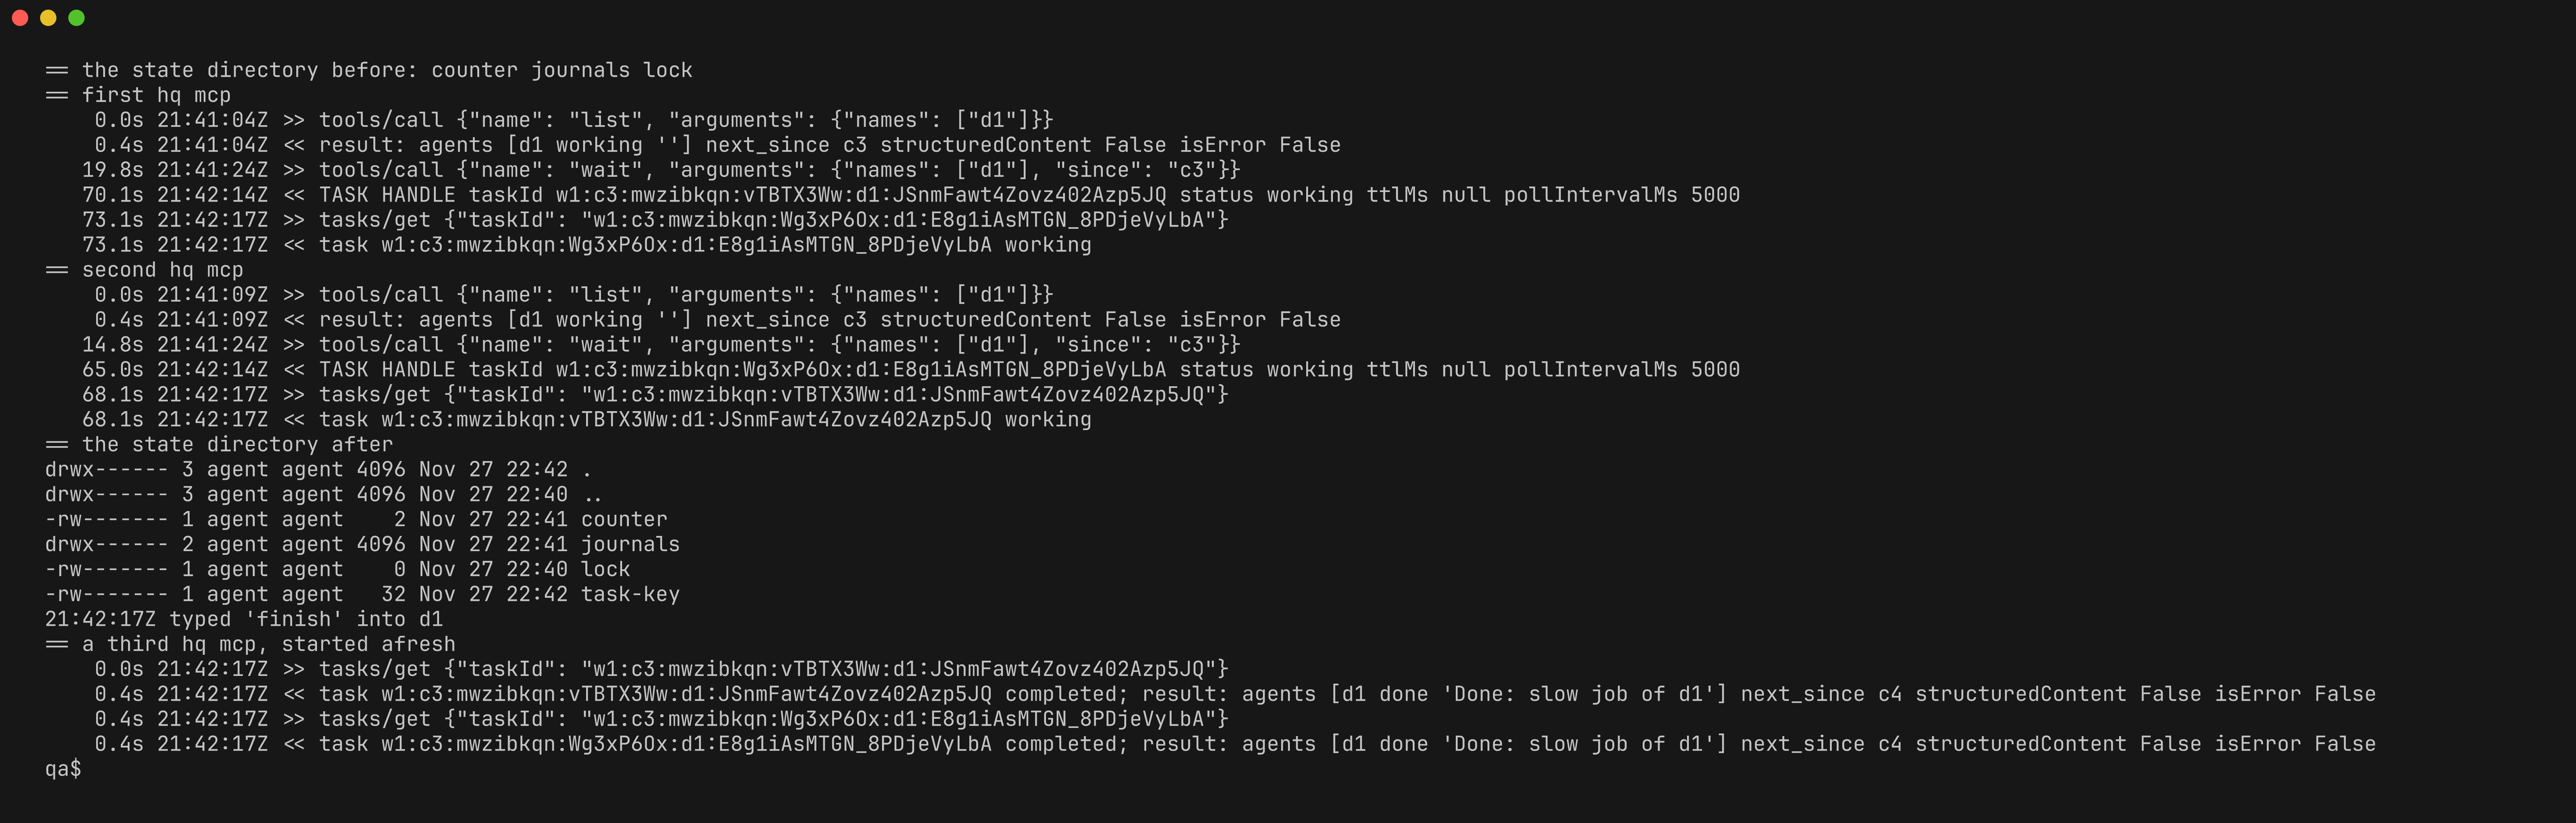 == the state directory before: counter journals lock
== first hq mcp
    0.0s 21:41:04Z >> tools/call {"name": "list", "arguments": {"names": ["d1"]}}
    0.4s 21:41:04Z << result: agents [d1 working ''] next_since c3 structuredContent False isError False
   19.8s 21:41:24Z >> tools/call {"name": "wait", "arguments": {"names": ["d1"], "since": "c3"}}
   70.1s 21:42:14Z << TASK HANDLE taskId w1:c3:mwzibkqn:vTBTX3Ww:d1:JSnmFawt4Zovz402Azp5JQ status working ttlMs null pollIntervalMs 5000
   73.1s 21:42:17Z >> tasks/get {"taskId": "w1:c3:mwzibkqn:Wg3xP6Ox:d1:E8g1iAsMTGN_8PDjeVyLbA"}
   73.1s 21:42:17Z << task w1:c3:mwzibkqn:Wg3xP6Ox:d1:E8g1iAsMTGN_8PDjeVyLbA working
== second hq mcp
    0.0s 21:41:09Z >> tools/call {"name": "list", "arguments": {"names": ["d1"]}}
    0.4s 21:41:09Z << result: agents [d1 working ''] next_since c3 structuredContent False isError False
   14.8s 21:41:24Z >> tools/call {"name": "wait", "arguments": {"names": ["d1"], "since": "c3"}}
   65.0s 21:42:14Z << TASK HANDLE taskId w1:c3:mwzibkqn:Wg3xP6Ox:d1:E8g1iAsMTGN_8PDjeVyLbA status working ttlMs null pollIntervalMs 5000
   68.1s 21:42:17Z >> tasks/get {"taskId": "w1:c3:mwzibkqn:vTBTX3Ww:d1:JSnmFawt4Zovz402Azp5JQ"}
   68.1s 21:42:17Z << task w1:c3:mwzibkqn:vTBTX3Ww:d1:JSnmFawt4Zovz402Azp5JQ working
== the state directory after
drwx------ 3 agent agent 4096 Nov 27 22:42 .
drwx------ 3 agent agent 4096 Nov 27 22:40 ..
-rw------- 1 agent agent    2 Nov 27 22:41 counter
drwx------ 2 agent agent 4096 Nov 27 22:41 journals
-rw------- 1 agent agent    0 Nov 27 22:40 lock
-rw------- 1 agent agent   32 Nov 27 22:42 task-key
21:42:17Z typed 'finish' into d1
== a third hq mcp, started afresh
    0.0s 21:42:17Z >> tasks/get {"taskId": "w1:c3:mwzibkqn:vTBTX3Ww:d1:JSnmFawt4Zovz402Azp5JQ"}
    0.4s 21:42:17Z << task w1:c3:mwzibkqn:vTBTX3Ww:d1:JSnmFawt4Zovz402Azp5JQ completed; result: agents [d1 done 'Done: slow job of d1'] next_since c4 structuredContent False isError False
    0.4s 21:42:17Z >> tasks/get {"taskId": "w1:c3:mwzibkqn:Wg3xP6Ox:d1:E8g1iAsMTGN_8PDjeVyLbA"}
    0.4s 21:42:17Z << task w1:c3:mwzibkqn:Wg3xP6Ox:d1:E8g1iAsMTGN_8PDjeVyLbA completed; result: agents [d1 done 'Done: slow job of d1'] next_since c4 structuredContent False isError False
qa$